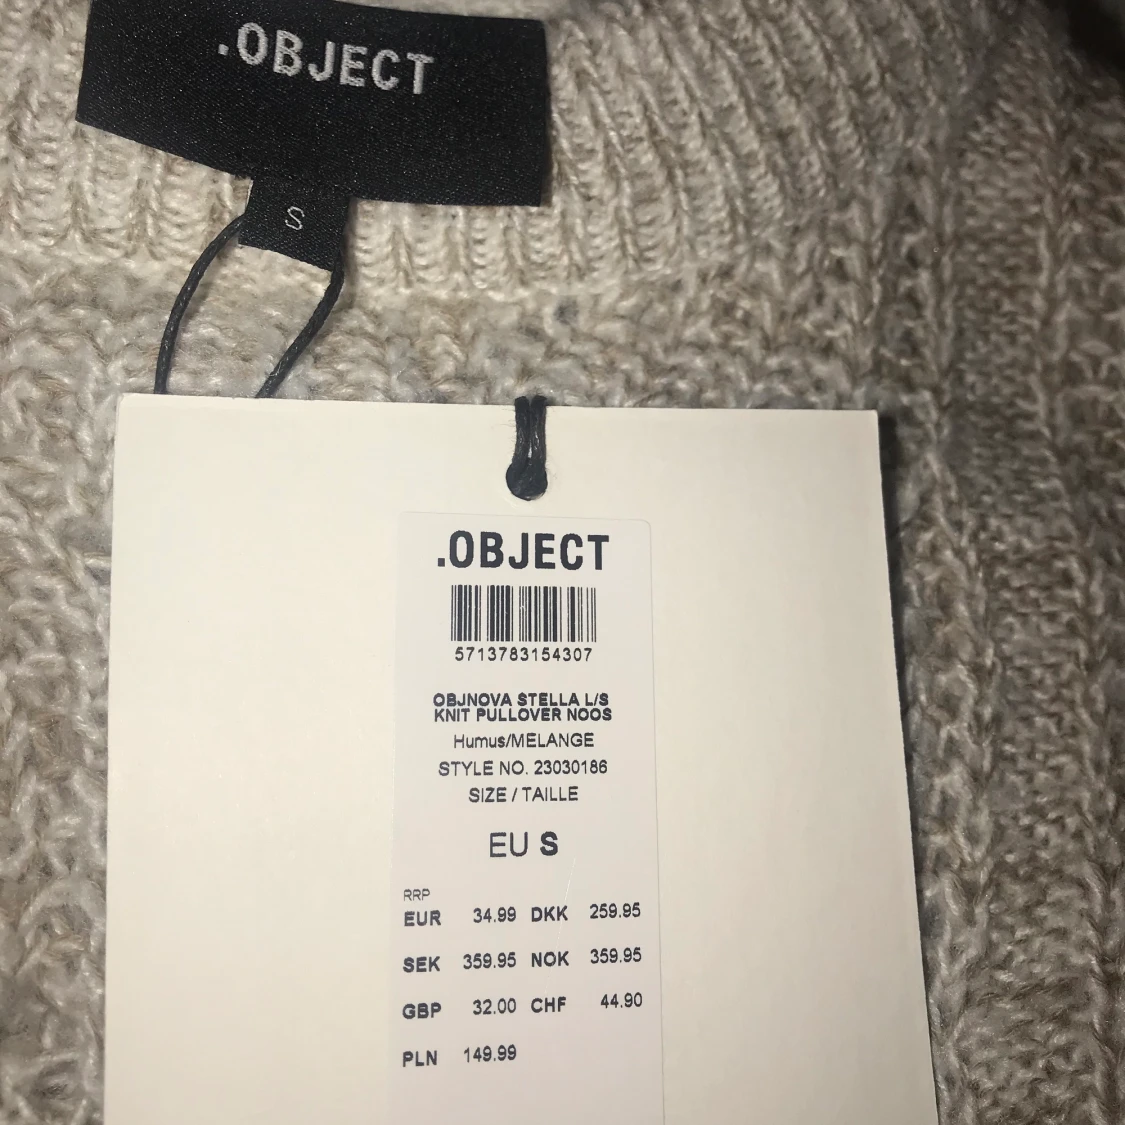 .OBJECT
S
.OBJECT
5713783154307
OBJNOVA STELLA L/S
KNIT PULLOVER NOOS
Humus/MELANGE
STYLE NO. 23030186
SIZE / TAILLE
EU S
RRP
EUR 34.99 DKK 259.95
SEK 359.95 NOK 359.95
GBP 32.00 CHF 44.90
PLN 149.99